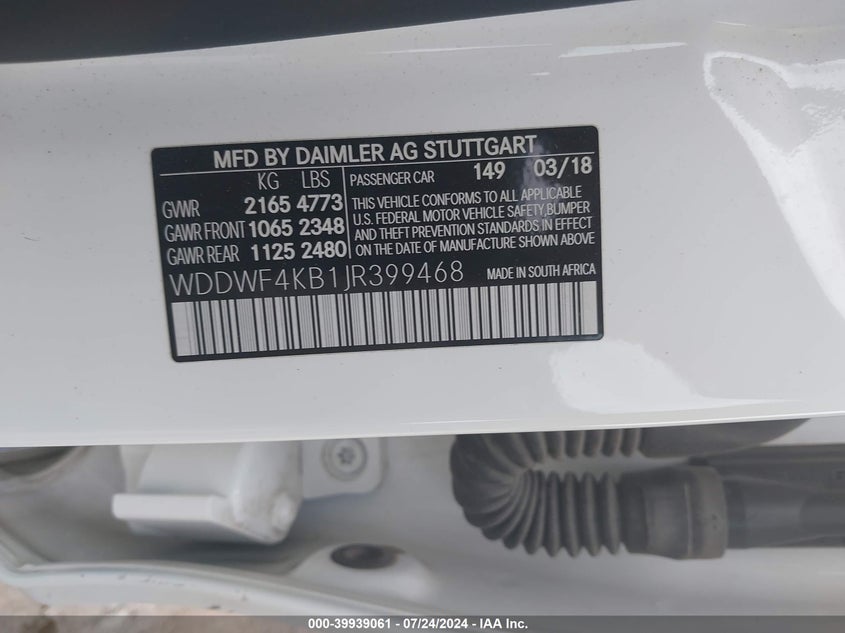 MFD BY DAIMLER AG STUTTGART
KG LBS
GVWR 2165 4773
GAWR FRONT 1065 2348
GAWR REAR 1125 2480
PASSENGER CAR 149 03/18
THIS VEHICLE CONFORMS TO ALL APPLICABLE
U.S. FEDERAL MOTOR VEHICLE SAFETY,BUMPER
AND THEFT PREVENTION STANDARDS IN EFFECT
ON THE DATE OF MANUFACTURE SHOWN ABOVE
WDDWF4KB1JR399468
MADE IN SOUTH AFRICA
000-39939061 / 07/24/2024 - IAA Inc.